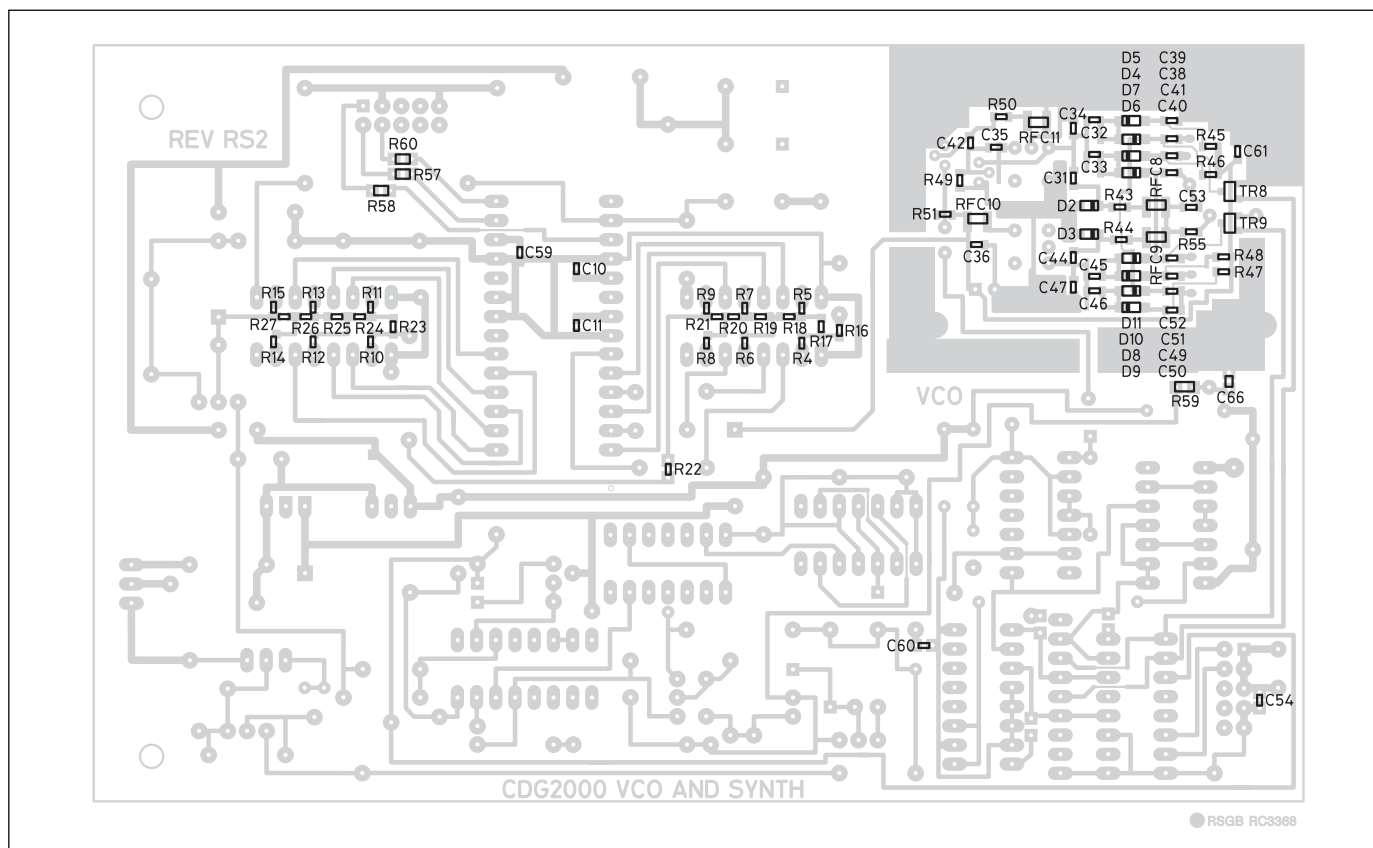 D5 C39
D4 C38
D7 C41
D6 C40
REV RS2
R50
C34
C32
C42
C35
RFC11
R45
C61
R60
R57
R58
C33
R46
RFC8
R49
C31
TR8
R51
RFC10
D2
R43
C53
TR9
D3
R44
R55
C59
C36
C44
C45
RFC9
R48
R47
C10
C47
C46
R15
R13
R11
R9
R7
R5
R27
R26
R25
R24
R23
C11
R21
R20
R19
R18
R17
R16
R14
R12
R10
R8
R6
R4
D11 C52
D10 C51
D8 C49
D9 C50
VCO
R59
C66
R22
C60
C54
CDG2000 VCO AND SYNTH
RSGB RC3368